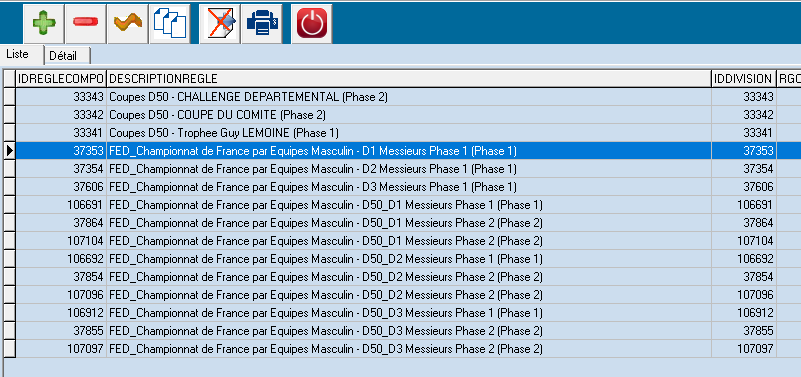 Liste Détail
IDREGLECOMPO DESCRIPTIONREGLE IDDIVISION RGC
33343 Coupes D50 - CHALLENGE DEPARTEMENTAL (Phase 2) 33343
33342 Coupes D50 - COUPE DU COMITE (Phase 2) 33342
33341 Coupes D50 - Trophee Guy LEMOINE (Phase 1) 33341
37353 FED_Championnat de France par Equipes Masculin - D1 Messieurs Phase 1 (Phase 1) 37353
37354 FED_Championnat de France par Equipes Masculin - D2 Messieurs Phase 1 (Phase 1) 37354
37606 FED_Championnat de France par Equipes Masculin - D3 Messieurs Phase 1 (Phase 1) 37606
106691 FED_Championnat de France par Equipes Masculin - D50_D1 Messieurs Phase 1 (Phase 1) 106691
37864 FED_Championnat de France par Equipes Masculin - D50_D1 Messieurs Phase 2 (Phase 2) 37864
107104 FED_Championnat de France par Equipes Masculin - D50_D1 Messieurs Phase 2 (Phase 2) 107104
106692 FED_Championnat de France par Equipes Masculin - D50_D2 Messieurs Phase 1 (Phase 1) 106692
37854 FED_Championnat de France par Equipes Masculin - D50_D2 Messieurs Phase 2 (Phase 2) 37854
107096 FED_Championnat de France par Equipes Masculin - D50_D2 Messieurs Phase 2 (Phase 2) 107096
106912 FED_Championnat de France par Equipes Masculin - D50_D3 Messieurs Phase 1 (Phase 1) 106912
37855 FED_Championnat de France par Equipes Masculin - D50_D3 Messieurs Phase 2 (Phase 2) 37855
107097 FED_Championnat de France par Equipes Masculin - D50_D3 Messieurs Phase 2 (Phase 2) 107097